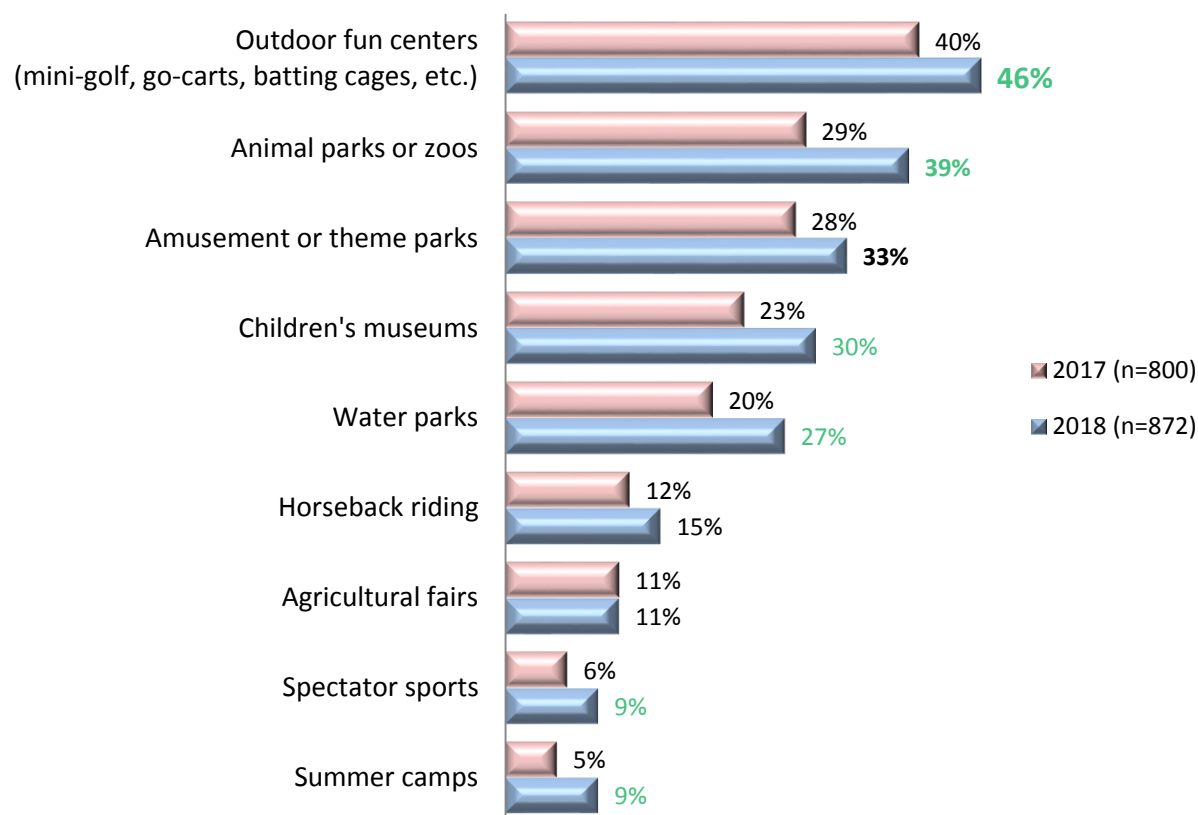 Outdoor fun centers
(mini-golf, go-carts, batting cages, etc.)
40%
46%
Animal parks or zoos
29%
39%
Amusement or theme parks
28%
33%
Children's museums
23%
30%
Water parks
20%
27%
Horseback riding
12%
15%
Agricultural fairs
11%
11%
Spectator sports
6%
9%
Summer camps
5%
9%
2017 (n=800)
2018 (n=872)